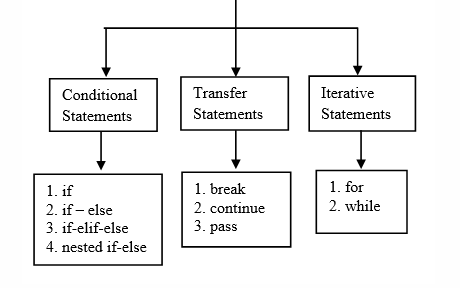 Conditional
Statements
Transfer
Statements
Iterative
Statements
1. if
2. if – else
3. if-elif-else
4. nested if-else
1. break
2. continue
3. pass
1. for
2. while